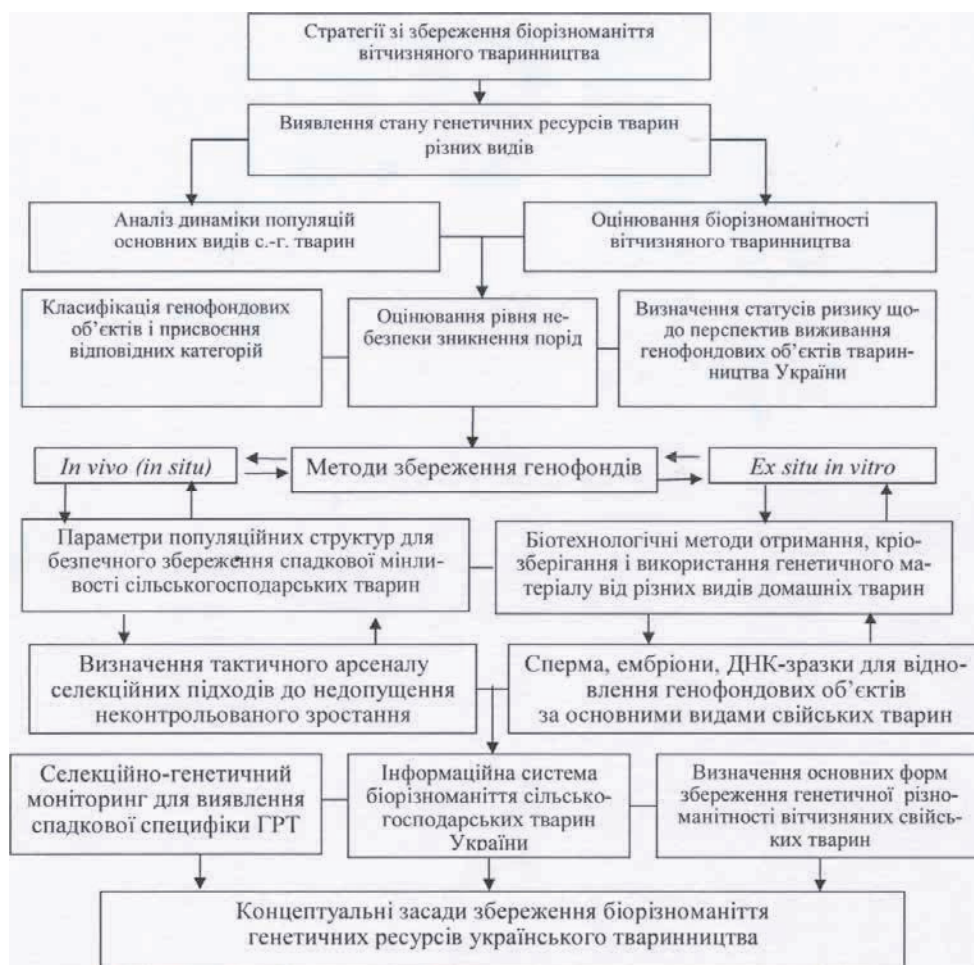 Стратегії зі збереження біорізноманіття
вітчизняного тваринництва
Виявлення стану генетичних ресурсів тварин
різних видів
Аналіз динаміки популяцій
основних видів с.-г. тварин
Оцінювання біорізноманітності
вітчизняного тваринництва
Класифікація генофондових
об’єктів і присвоєння
відповідних категорій
Оцінювання рівня не-
безпеки зникнення порід
Визначення статусів ризику що-
до перспектив виживання
генофондових об’єктів тварин-
ництва України
In vivo (in situ)
Методи збереження генофондів
Ex situ in vitro
Параметри популяційних структур для
безпечного збереження спадкової мінли-
вості сільськогосподарських тварин
Біотехнологічні методи отримання, кріо-
зберігання і використання генетичного ма-
теріалу від різних видів домашніх тварин
Визначення тактичного арсеналу
селекційних підходів до недопущення
неконтрольованого зростання
Сперма, ембріони, ДНК-зразки для відно-
влення генофондових об’єктів
за основними видами свійських тварин
Селекційно-генетичний
моніторинг для виявлення
спадкової специфіки ГРТ
Інформаційна система
біорізноманіття сільсько-
господарських тварин
України
Визначення основних форм
збереження генетичної різно-
манітності вітчизняних свійсь-
ких тварин
Концептуальні засади збереження біорізноманіття
генетичних ресурсів українського тваринництва